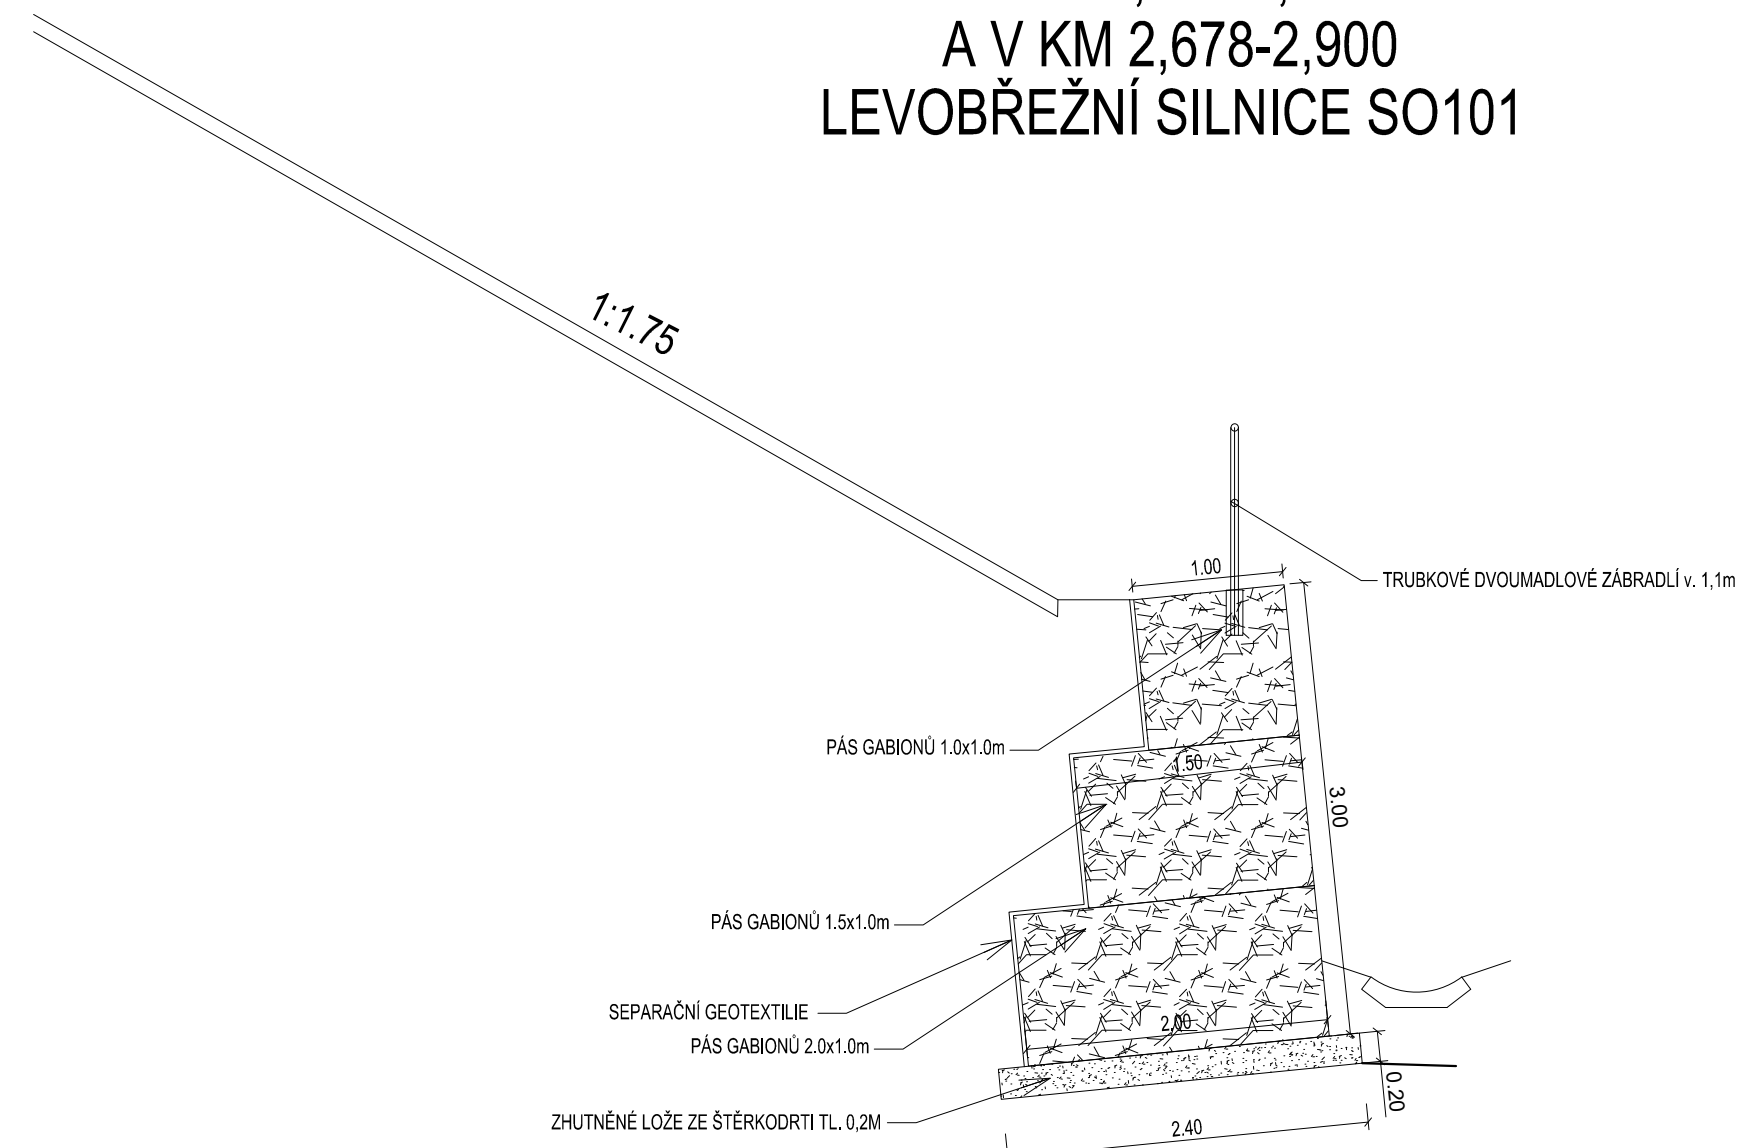 A V KM 2,678-2,900
LEVOBŘEŽNÍ SILNICE SO101
1:1.75
1.00
TRUBKOVÉ DVOUMADLOVÉ ZÁBRADLÍ v. 1,1m
PÁS GABIONŮ 1.0x1.0m
1.50
3.00
PÁS GABIONŮ 1.5x1.0m
SEPARAČNÍ GEOTEXTILIE
2.00
PÁS GABIONŮ 2.0x1.0m
0.20
ZHUTNĚNÉ LOŽE ZE ŠTĚRKODRTI TL. 0,2M
2.40